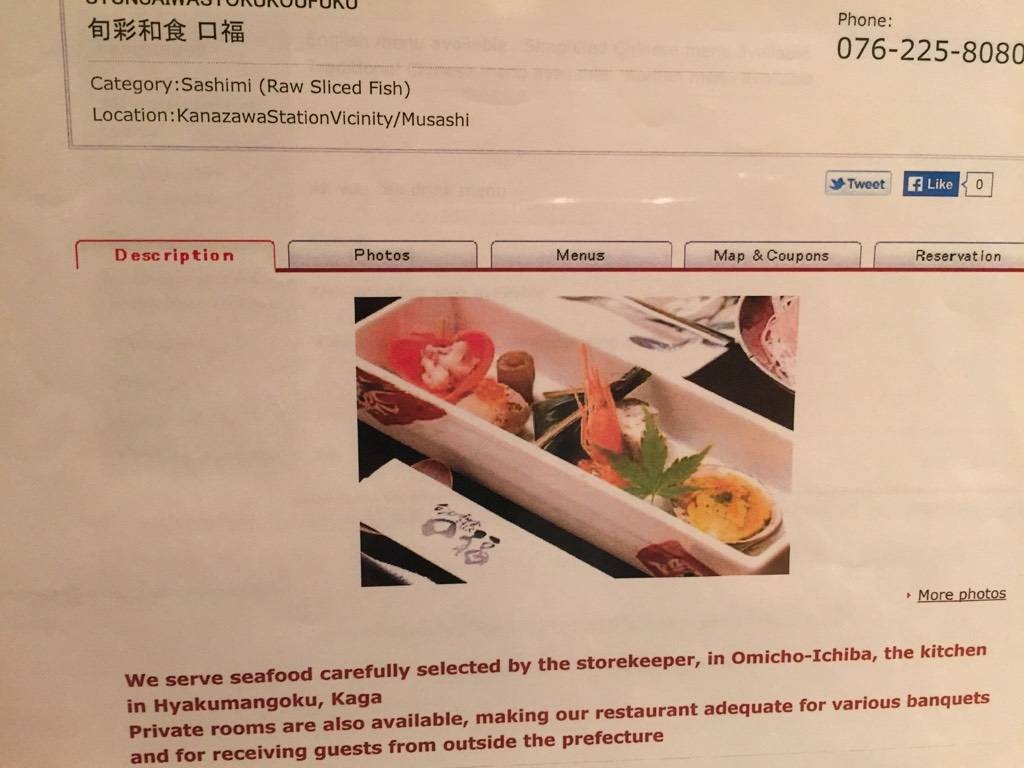 旬彩和食 口福
Phone:
076-225-8080
Category:Sashimi (Raw Sliced Fish)
Location:KanazawaStationVicinity/Musashi
Tweet
Like
0
Description
Photos
Menus
Map & Coupons
Reservation
More photos
We serve seafood carefully selected by the storekeeper, in Omicho-Ichiba, the kitchen
in Hyakumangoku, Kaga
Private rooms are also available, making our restaurant adequate for various banquets
and for receiving guests from outside the prefecture